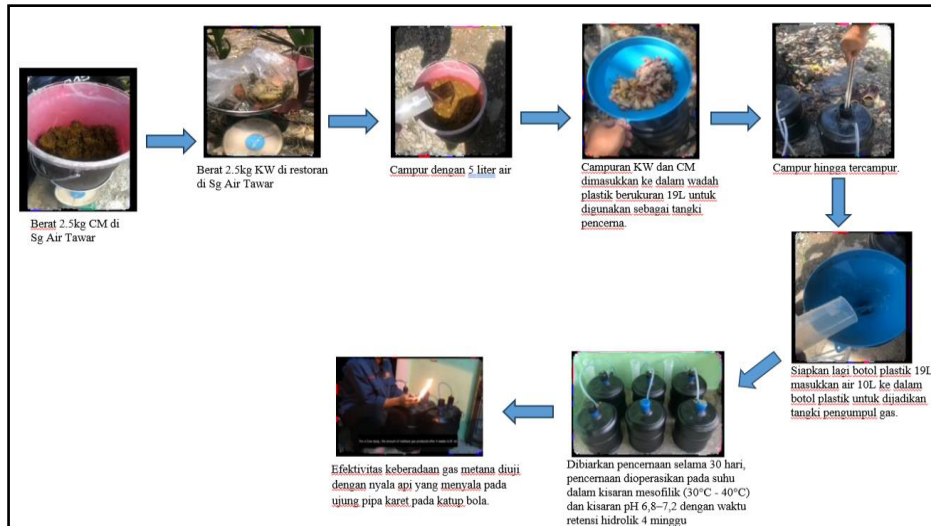 Berat 2.5kg CM di
Sg Air Tawar
Berat 2.5kg KW di restoran
di Sg Air Tawar
Campur dengan 5 liter air
Campuran KW dan CM
dimasukkan ke dalam wadah
plastik berukuran 19L untuk
digunakan sebagai tangki
pencerna.
Campur hingga tercampur.
Siapkan lagi botol plastik 19L
masukkan air 10L ke dalam
botol plastik untuk dijadikan
tangki pengumpul gas.
Dibiarkan pencernaan selama 30 hari,
pencernaan dioperasikan pada suhu
dalam kisaran mesofilik (30°C - 40°C)
dan kisaran pH 6,8–7,2 dengan waktu
retensi hidrolik 4 minggu
Efektivitas keberadaan gas metana diuji
dengan nyala api yang menyala pada
ujung pipa karet pada katup bola.